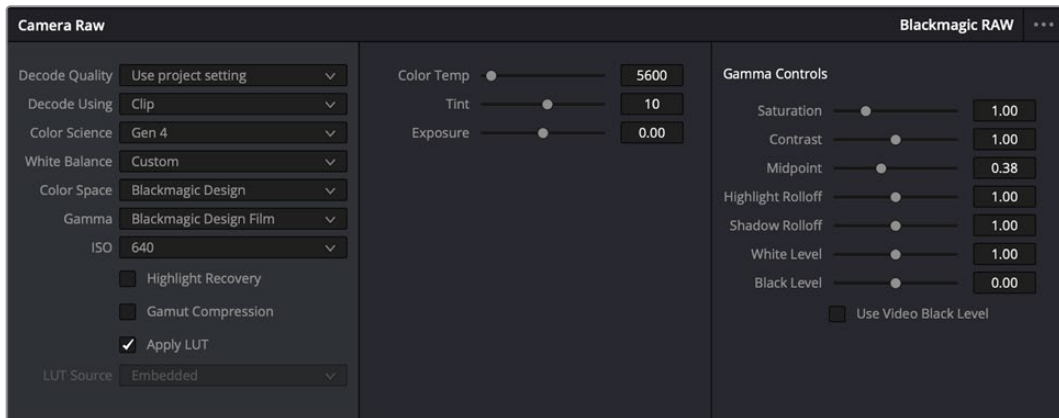 Camera Raw
Blackmagic RAW
Decode Quality Use project setting
Decode Using Clip
Color Science Gen 4
White Balance Custom
Color Space Blackmagic Design
Gamma Blackmagic Design Film
ISO 640
Highlight Recovery
Gamut Compression
Apply LUT
LUT Source Embedded
Color Temp 5600
Tint 10
Exposure 0.00
Gamma Controls
Saturation 1.00
Contrast 1.00
Midpoint 0.38
Highlight Rolloff 1.00
Shadow Rolloff 1.00
White Level 1.00
Black Level 0.00
Use Video Black Level